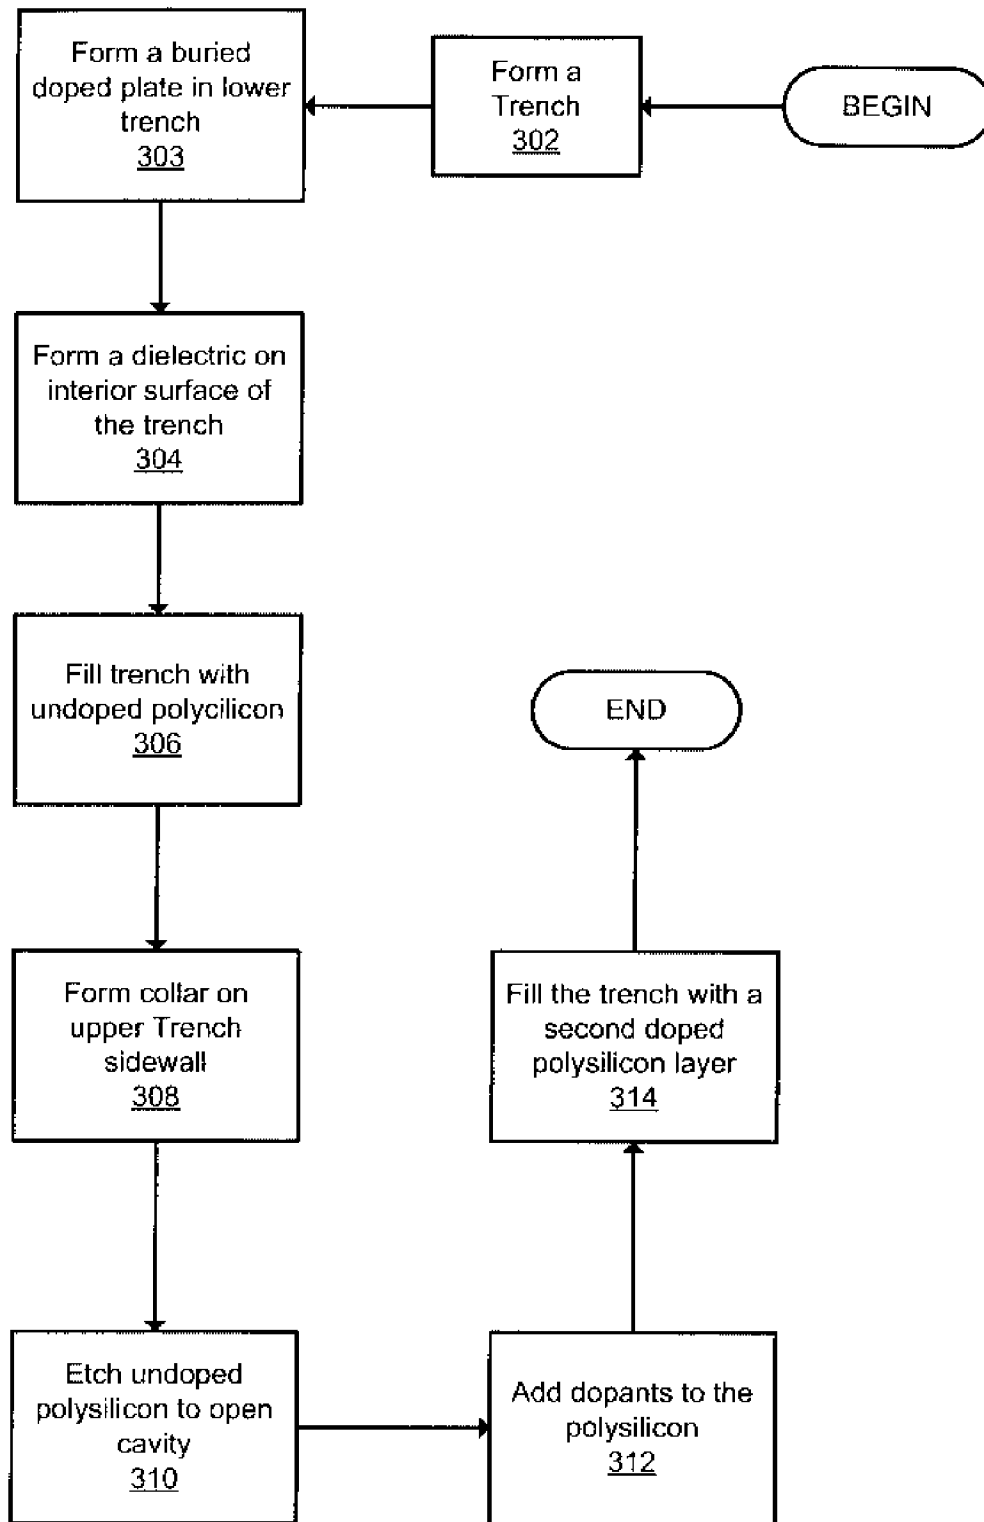 BEGIN
Form a
Trench
302
Form a buried
doped plate in lower
trench
303
Form a dielectric on
interior surface of
the trench
304
Fill trench with
undoped polycilicon
306
Form collar on
upper Trench
sidewall
308
Etch undoped
polysilicon to open
cavity
310
Add dopants to the
polysilicon
312
Fill the trench with a
second doped
polysilicon layer
314
END